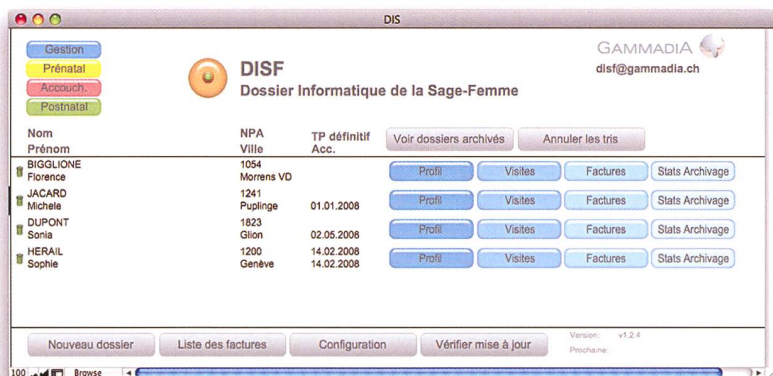 DIS
Gestion
Prénatal
Accouch.
Postnatal
DISF
Dossier Informatique de la Sage-Femme
GAMMADIA
disf@gammadia.ch
Nom
Prénom
NPA
Ville
TP définitif
Acc.
Voir dossiers archivés
Annuler les tris
BIGGLIONE
Florence
1054
Morrens VD
Profil
Visites
Factures
Stats Archivage
JACARD
Michele
1241
Puplinge
01.01.2008
Profil
Visites
Factures
Stats Archivage
DUPONT
Sonia
1823
Glion
02.05.2008
Profil
Visites
Factures
Stats Archivage
HERAIL
Sophie
1200
Genève
14.02.2008
14.02.2008
Profil
Visites
Factures
Stats Archivage
Nouveau dossier
Liste des factures
Configuration
Vérifier mise à jour
Version: v1.2.4
Prochaine:
100
Browse